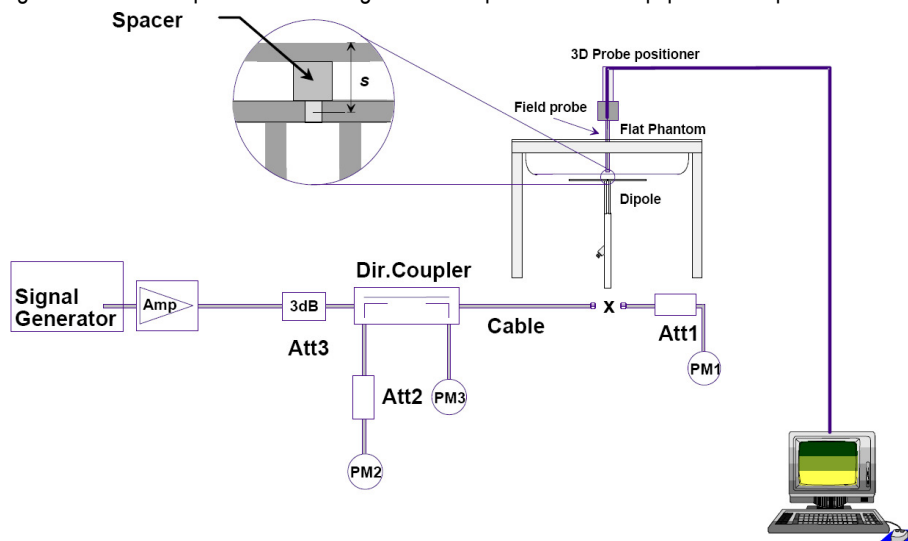 Spacer
s
3D Probe positioner
Field probe
Flat Phantom
Dipole
Dir.Coupler
Signal
Generator
Amp
3dB
Cable
x
Att1
Att3
PM1
Att2
PM3
PM2